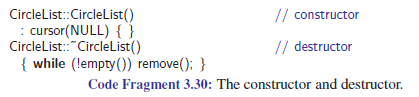 CircleList::CircleList() // constructor
: cursor(NULL) { }
CircleList::~CircleList() // destructor
{ while (!empty()) remove(); }
Code Fragment 3.30: The constructor and destructor.